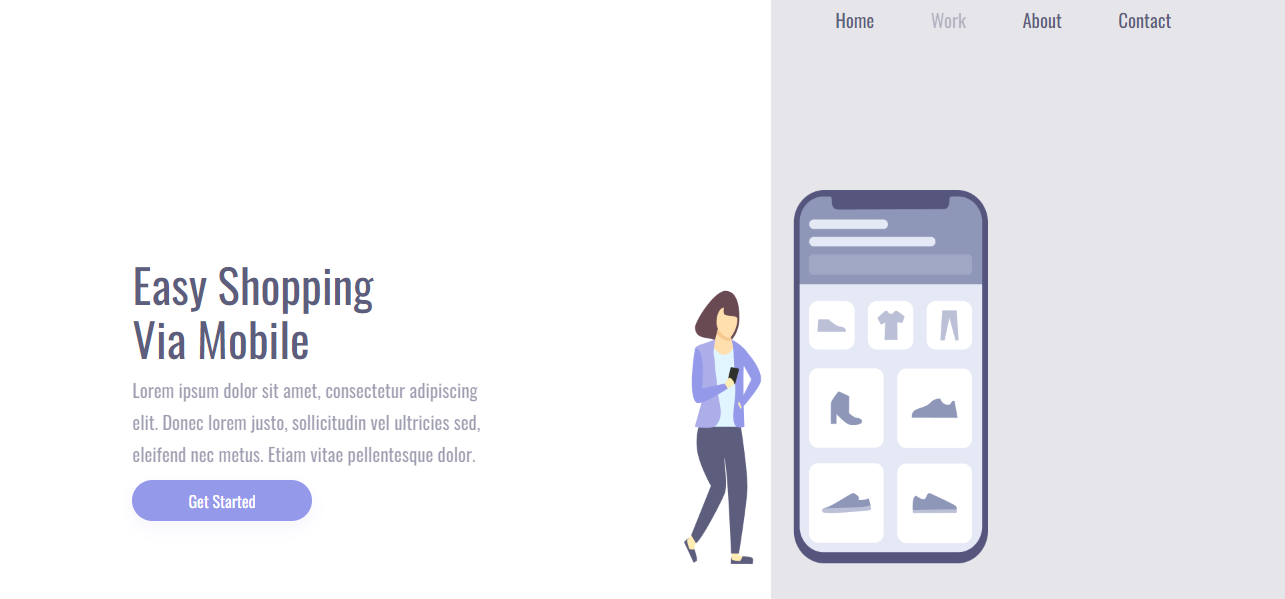 Home Work About Contact
Easy Shopping
Via Mobile
Lorem ipsum dolor sit amet, consectetur adipiscing
elit. Donec lorem justo, sollicitudin vel ultricies sed,
eleifend nec metus. Etiam vitae pellentesque dolor.
Get Started